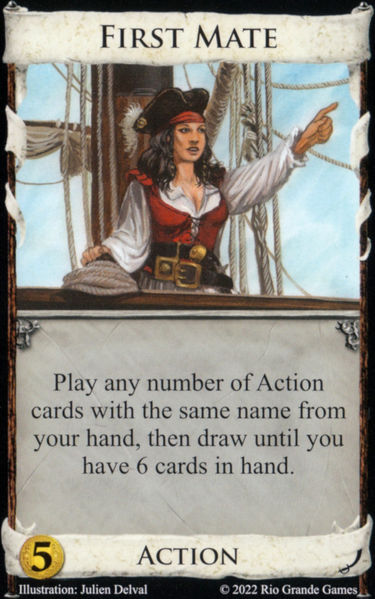 First Mate
Play any number of Action
cards with the same name from
your hand, then draw until you
have 6 cards in hand.
5
Action
Illustration: Julien Delval
© 2022 Rio Grande Games